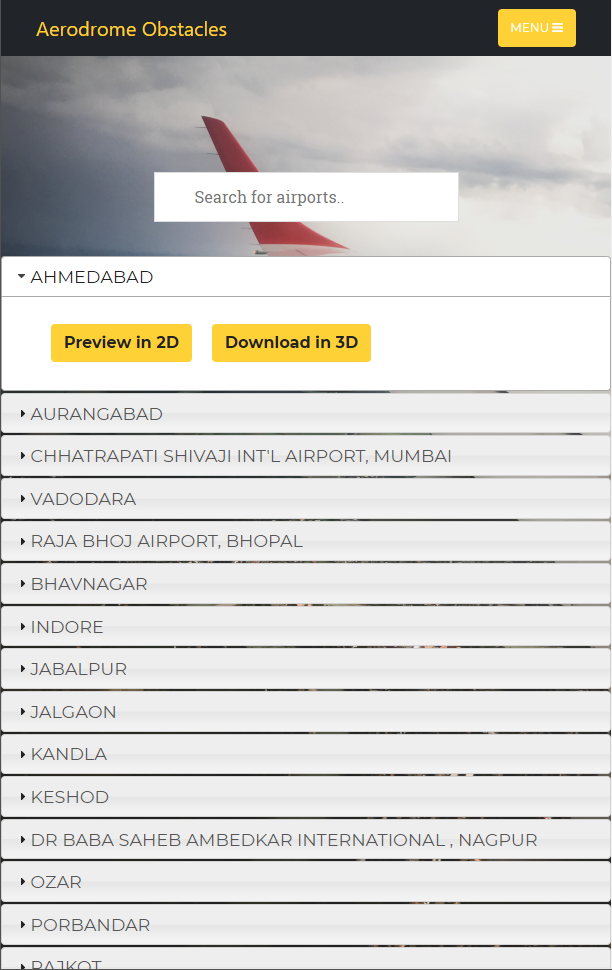 Aerodrome Obstacles
MENU
Search for airports..
AHMEDABAD
Preview in 2D
Download in 3D
AURANGABAD
CHHATRAPATI SHIVAJI INT'L AIRPORT, MUMBAI
VADODARA
RAJA BHOJ AIRPORT, BHOPAL
BHAVNAGAR
INDORE
JABALPUR
JALGAON
KANDLA
KESHOD
DR BABA SAHEB AMBEDKAR INTERNATIONAL , NAGPUR
OZAR
PORBANDAR
RAJKOT